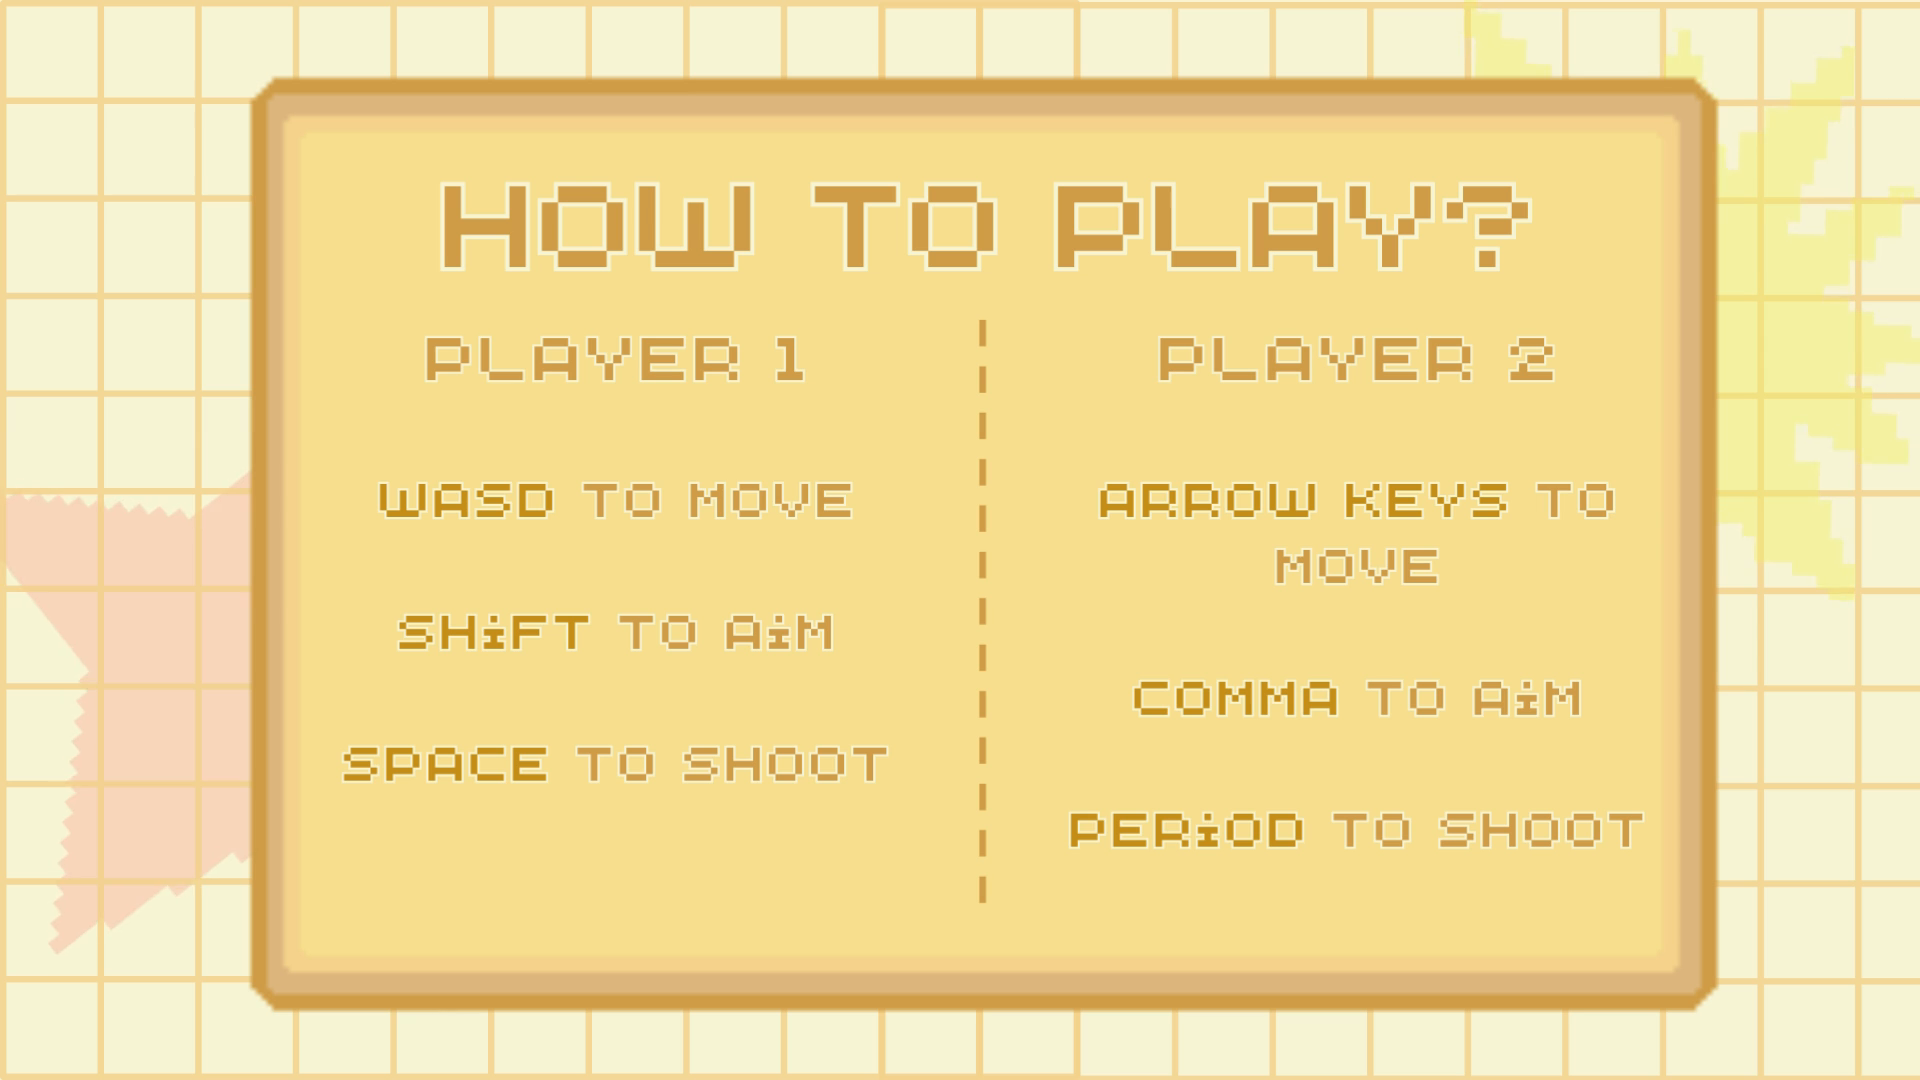 HOW TO PLAY?
PLAYER 1
WASD TO MOVE
SHiFT TO AiM
SPACE TO SHOOT
PLAYER 2
ARROW KEYS TO
MOVE
COMMA TO AiM
PERiOD TO SHOOT